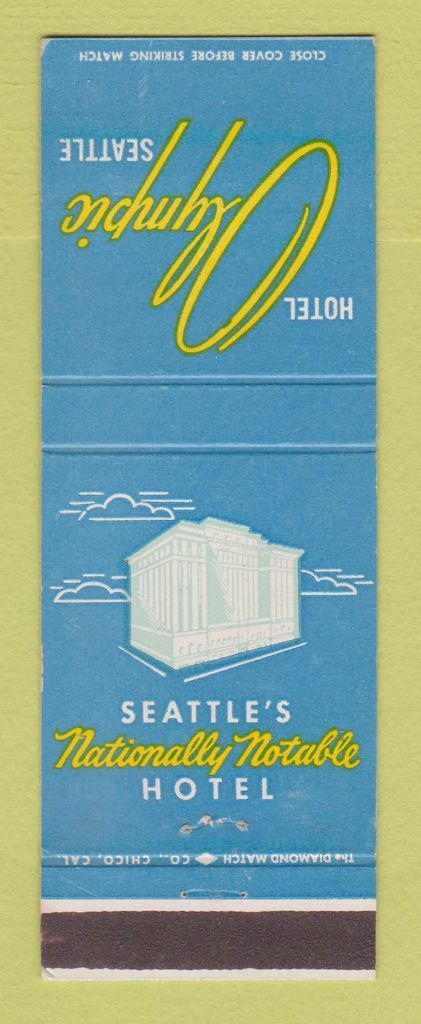 CLOSE COVER BEFORE STRIKING MATCH
HOTEL
Olympic
SEATTLE
SEATTLE'S
Nationally Notable
HOTEL
The DIAMOND MATCH CO., CHICO, CAL